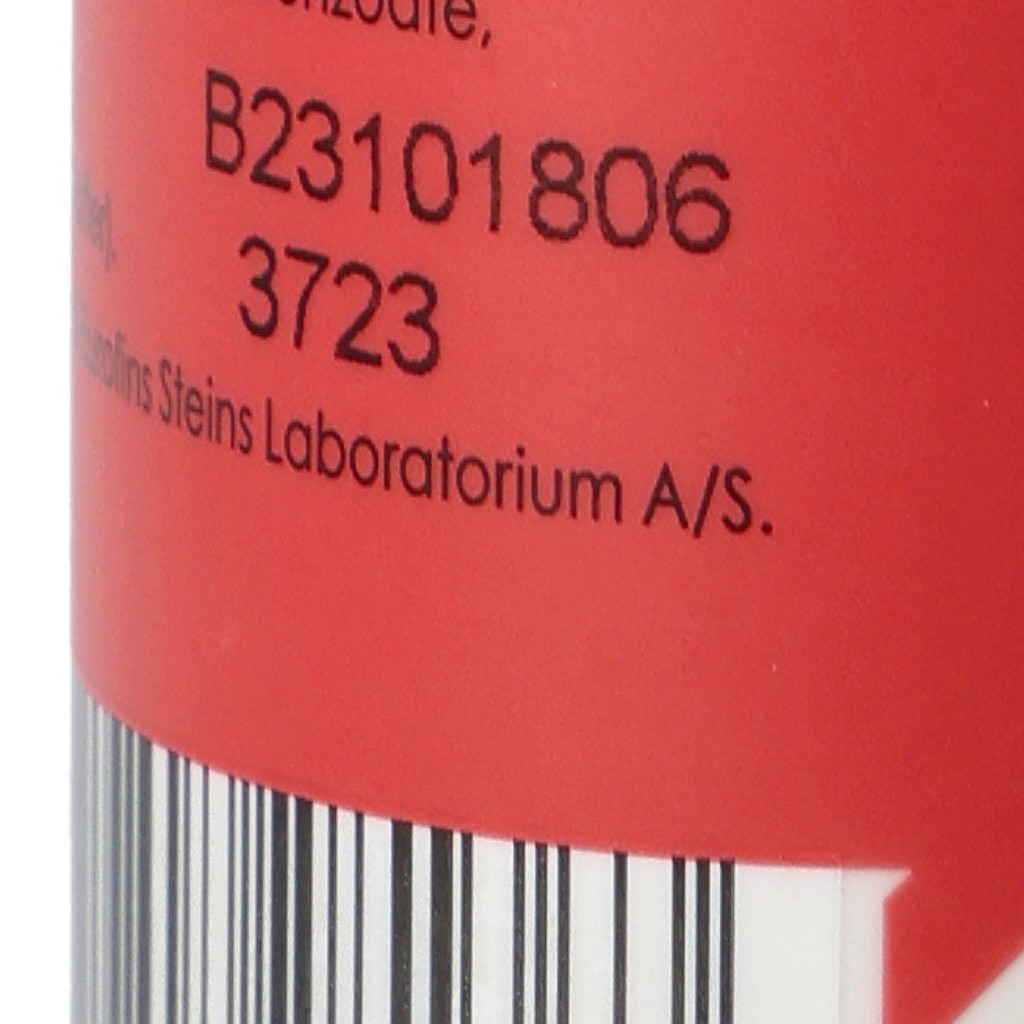 B23101806
3723
Steins Laboratorium A/S.